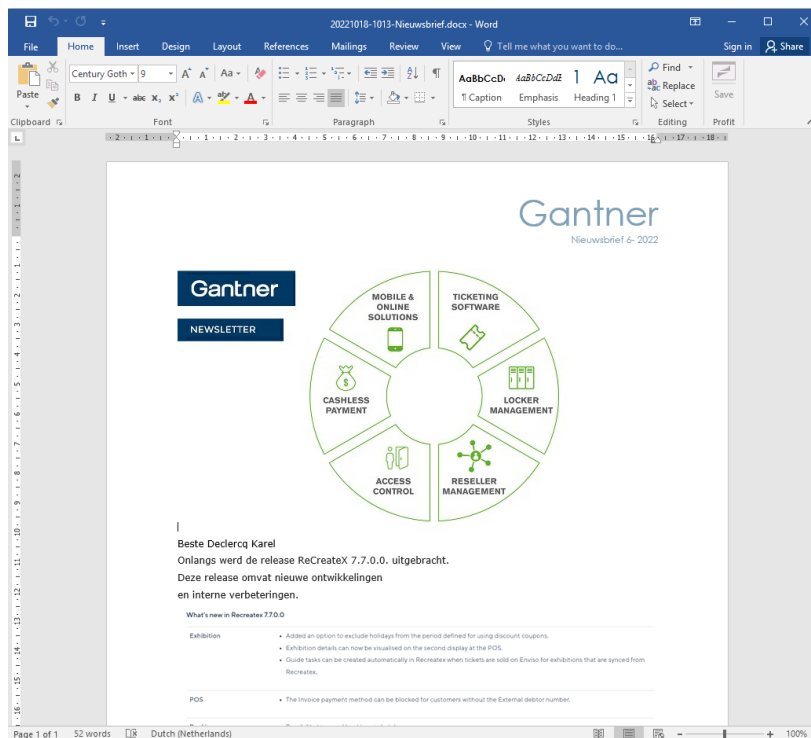 20221018-1013-Nieuwsbrief.docx - Word
File Home Insert Design Layout References Mailings Review View Tell me what you want to do... Sign in Share
Paste
Century Goth 9
AaBbCcDı AaBbCcDdE 1 Aa
¶ Caption Emphasis Heading 1
Find
Replace
Select
Save
Clipboard Font Paragraph Styles Editing Profit
Gantner
Nieuwsbrief 6- 2022
Gantner
NEWSLETTER
MOBILE &
ONLINE
SOLUTIONS
TICKETING
SOFTWARE
CASHLESS
PAYMENT
LOCKER
MANAGEMENT
ACCESS
CONTROL
RESELLER
MANAGEMENT
Beste Declercq Karel
Onlangs werd de release ReCreateX 7.7.0.0. uitgebracht.
Deze release omvat nieuwe ontwikkelingen
en interne verbeteringen.
What's new in Recreatex 7.7.0.0
Exhibition • Added an option to exclude holidays from the period defined for using discount coupons.
• Exhibition details can now be visualised on the second display at the POS.
• Guide tasks can be created automatically in Recreatex when tickets are sold on Enviso for exhibitions that are synced from
Recreatex.
POS • The Invoice payment method can be blocked for customers without the External debtor number.
Page 1 of 1 52 words Dutch (Netherlands) 100%